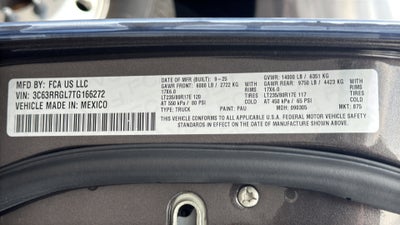 MFD BY: FCA US LLC
VIN: 3C63RRGL7TG166272
VEHICLE MADE IN: MEXICO
DATE OF MFR (BUILT): 9-25
GAWR FRONT: 6000 LB / 2722 KG
17X6.0
LT235/80R17E 120
AT 550 kPa / 80 PSI
TYPE: TRUCK
RIMS
TIRES
COLD
PAINT: PAU
GVWR: 14000 LB / 6351 KG
GAWR REAR: 9750 LB / 4423 KG
17X6.0
LT235/80R17E 117
AT 450 kPa / 65 PSI
MDH: 090305
RIMS
TIRES
COLD
MKT: 875
THIS VEHICLE CONFORMS TO ALL APPLICABLE U.S.A. FEDERAL MOTOR VEHICLE
SAFETY STANDARDS IN EFFECT ON THE DATE OF MANUFACTURE SHOWN ABOVE.